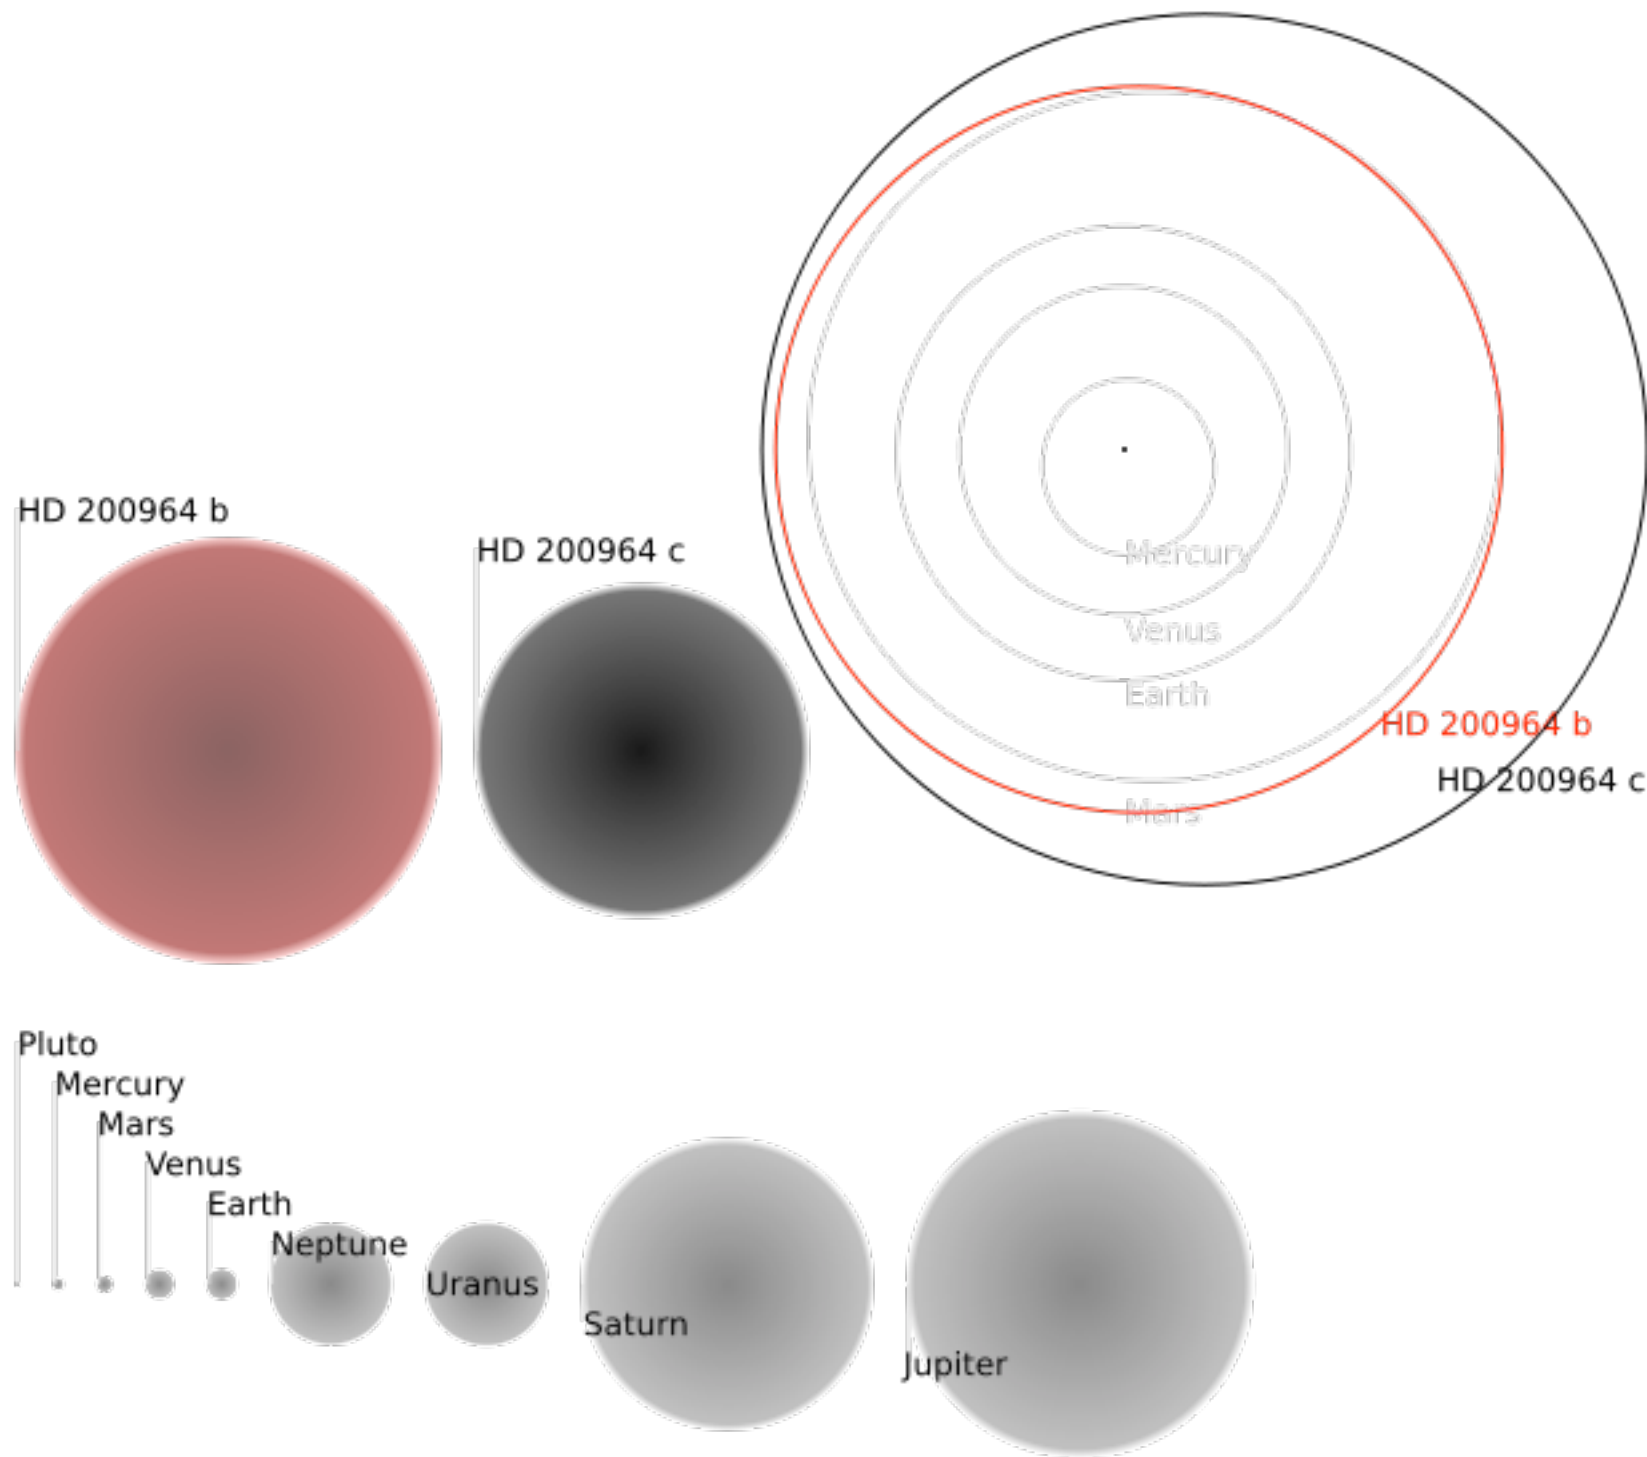 HD 200964 b
HD 200964 c
Mercury
Venus
Earth
HD 200964 b
HD 200964 c
Mars
Pluto
Mercury
Mars
Venus
Earth
Neptune
Uranus
Saturn
Jupiter